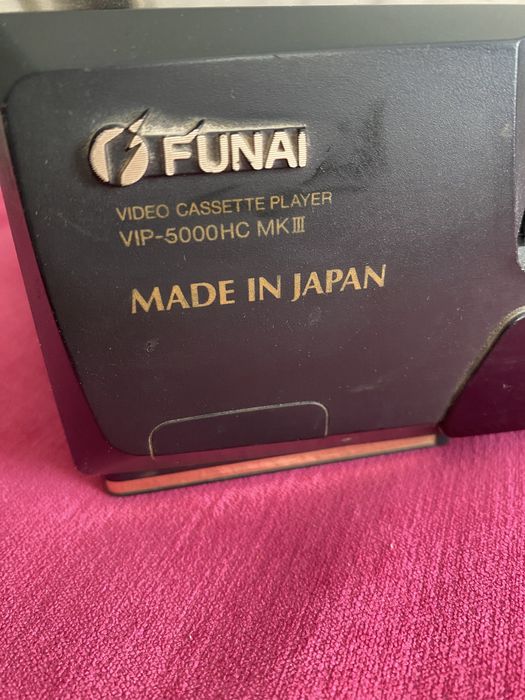 FUNAI
VIDEO CASSETTE PLAYER
VIP-5000HC MKⅢ
MADE IN JAPAN